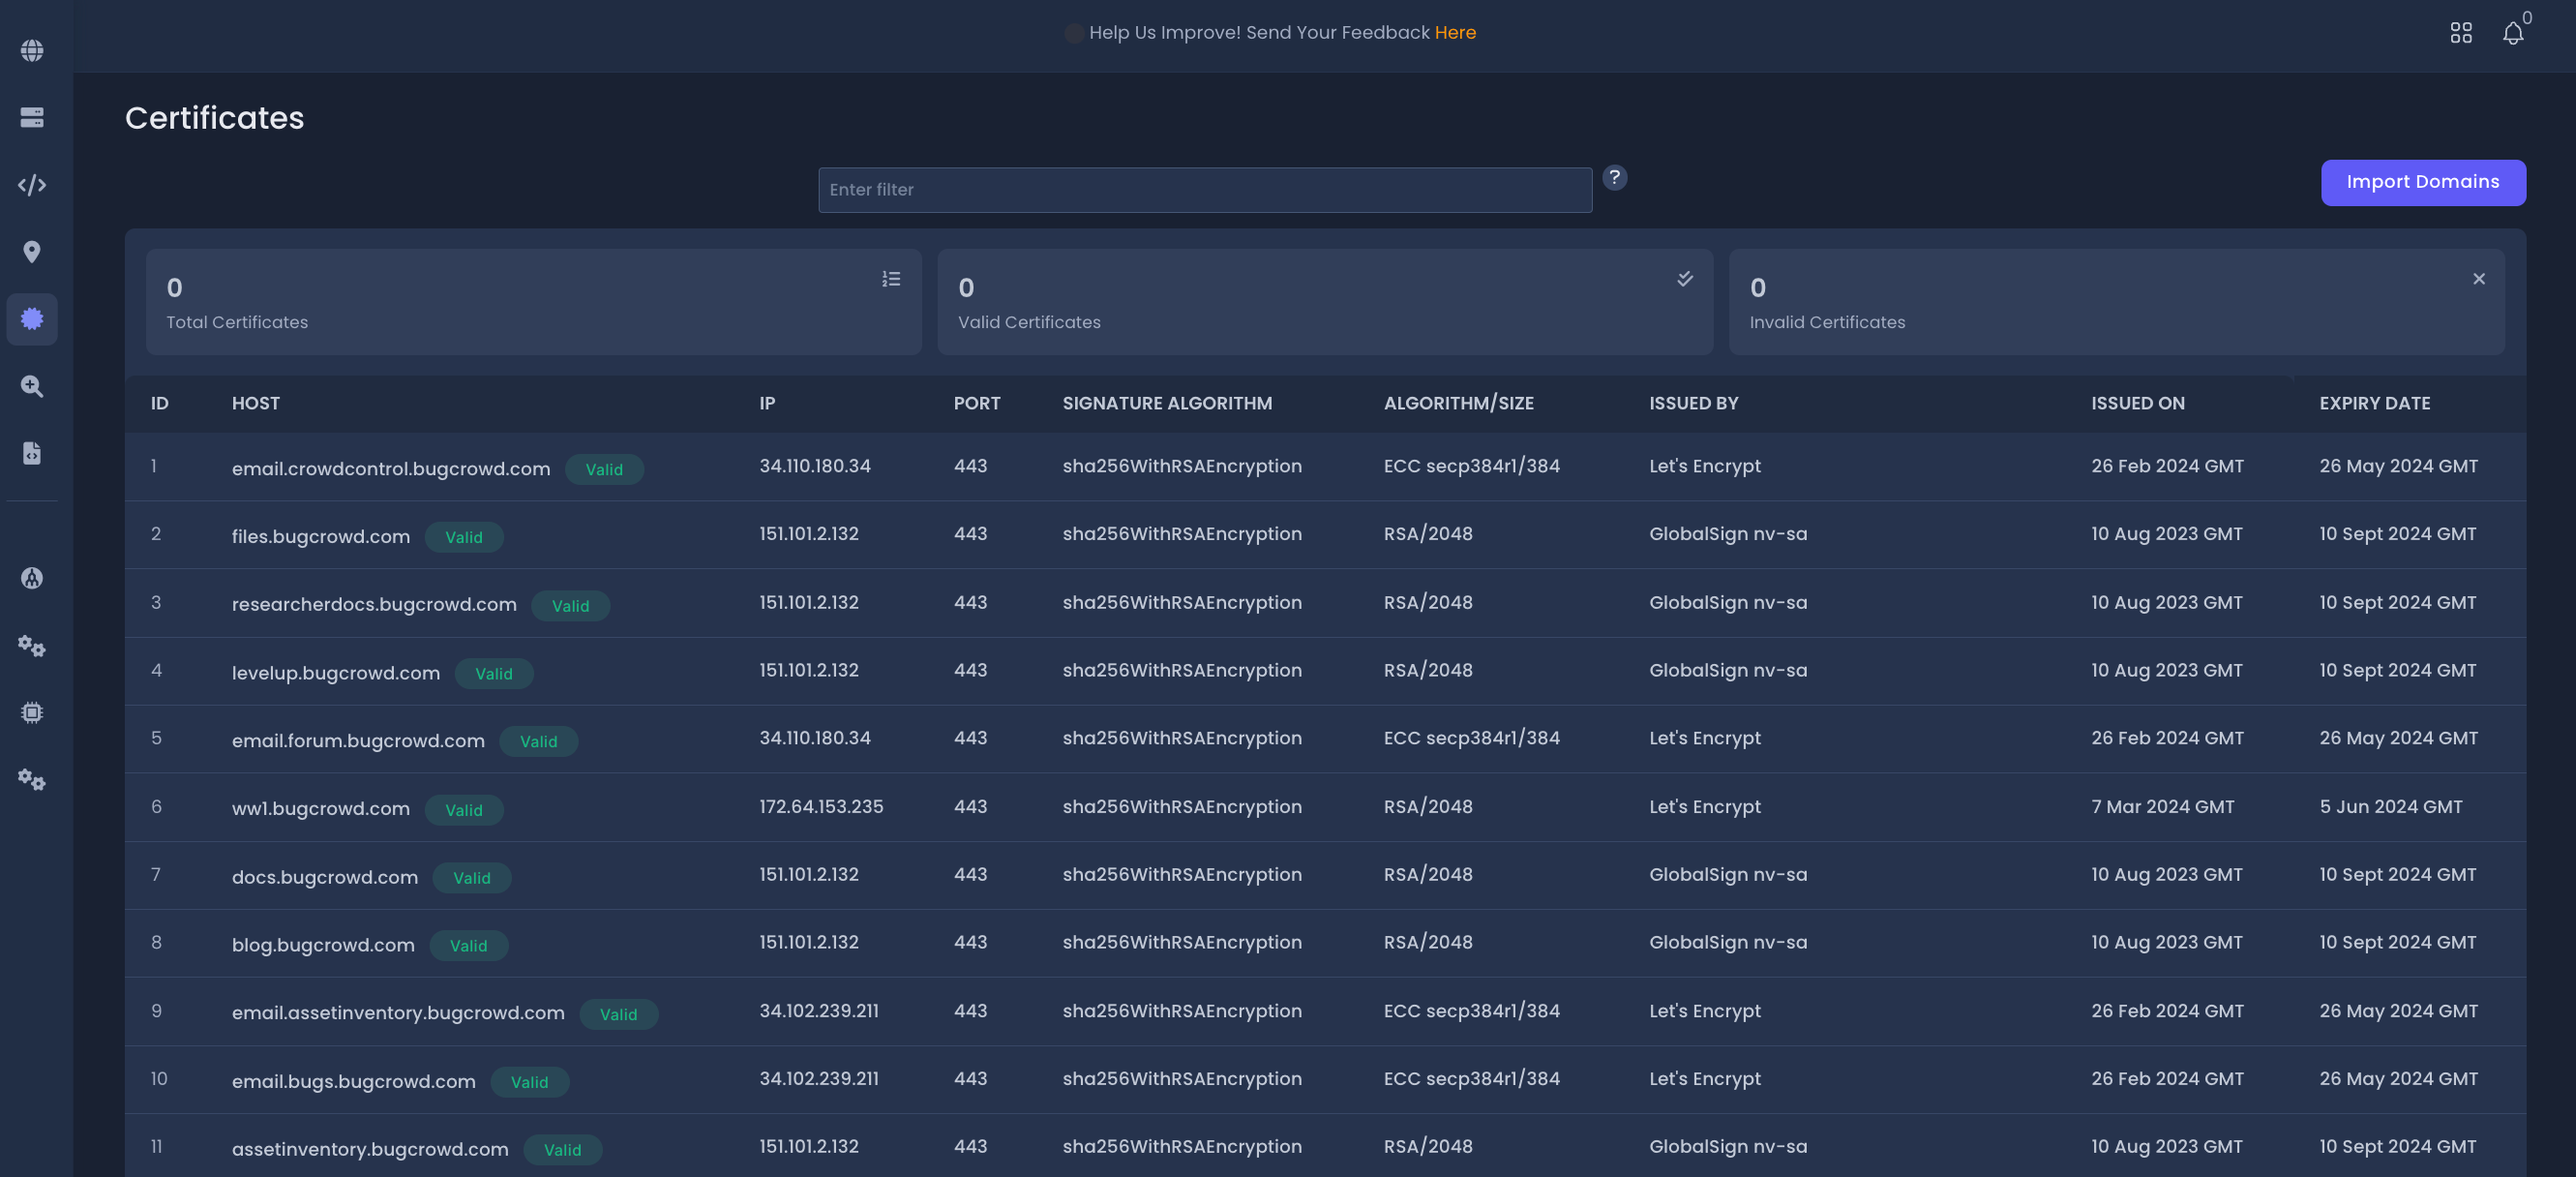 Help Us Improve! Send Your Feedback Here
0
Certificates
Enter filter
?
Import Domains
0
Total Certificates
0
Valid Certificates
0
Invalid Certificates
ID HOST IP PORT SIGNATURE ALGORITHM ALGORITHM/SIZE ISSUED BY ISSUED ON EXPIRY DATE
1 email.crowdcontrol.bugcrowd.com Valid 34.110.180.34 443 sha256WithRSAEncryption ECC secp384r1/384 Let's Encrypt 26 Feb 2024 GMT 26 May 2024 GMT
2 files.bugcrowd.com Valid 151.101.2.132 443 sha256WithRSAEncryption RSA/2048 GlobalSign nv-sa 10 Aug 2023 GMT 10 Sept 2024 GMT
3 researcherdocs.bugcrowd.com Valid 151.101.2.132 443 sha256WithRSAEncryption RSA/2048 GlobalSign nv-sa 10 Aug 2023 GMT 10 Sept 2024 GMT
4 levelup.bugcrowd.com Valid 151.101.2.132 443 sha256WithRSAEncryption RSA/2048 GlobalSign nv-sa 10 Aug 2023 GMT 10 Sept 2024 GMT
5 email.forum.bugcrowd.com Valid 34.110.180.34 443 sha256WithRSAEncryption ECC secp384r1/384 Let's Encrypt 26 Feb 2024 GMT 26 May 2024 GMT
6 ww1.bugcrowd.com Valid 172.64.153.235 443 sha256WithRSAEncryption RSA/2048 Let's Encrypt 7 Mar 2024 GMT 5 Jun 2024 GMT
7 docs.bugcrowd.com Valid 151.101.2.132 443 sha256WithRSAEncryption RSA/2048 GlobalSign nv-sa 10 Aug 2023 GMT 10 Sept 2024 GMT
8 blog.bugcrowd.com Valid 151.101.2.132 443 sha256WithRSAEncryption RSA/2048 GlobalSign nv-sa 10 Aug 2023 GMT 10 Sept 2024 GMT
9 email.assetinventory.bugcrowd.com Valid 34.102.239.211 443 sha256WithRSAEncryption ECC secp384r1/384 Let's Encrypt 26 Feb 2024 GMT 26 May 2024 GMT
10 email.bugs.bugcrowd.com Valid 34.102.239.211 443 sha256WithRSAEncryption ECC secp384r1/384 Let's Encrypt 26 Feb 2024 GMT 26 May 2024 GMT
11 assetinventory.bugcrowd.com Valid 151.101.2.132 443 sha256WithRSAEncryption RSA/2048 GlobalSign nv-sa 10 Aug 2023 GMT 10 Sept 2024 GMT